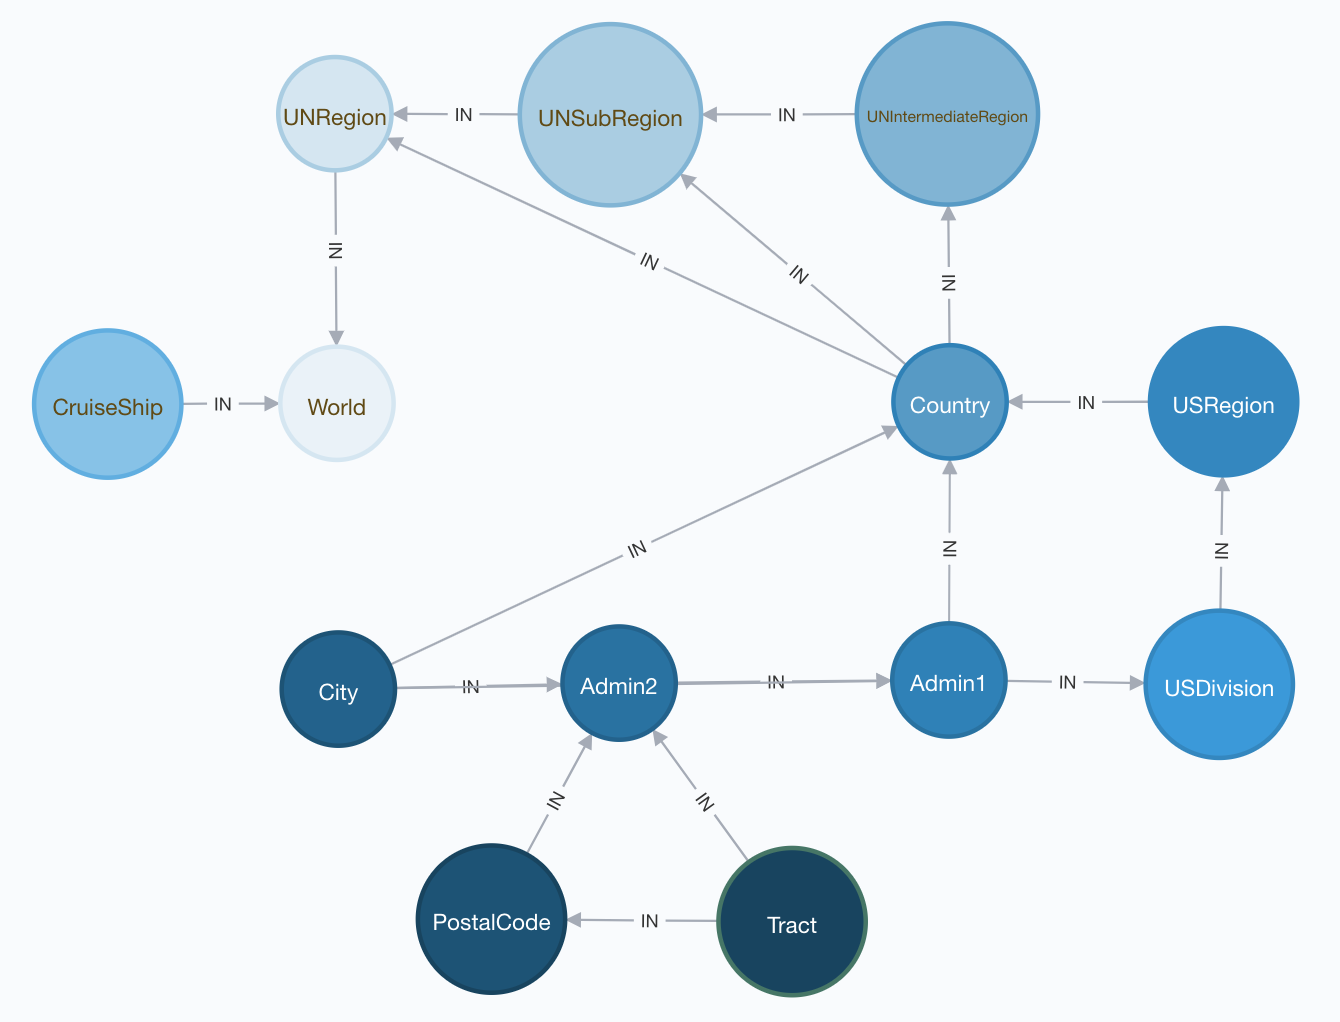 UNRegion
IN
UNSubRegion
IN
UNIntermediateRegion
IN
IN
IN
IN
CruiseShip
IN
World
Country
IN
USRegion
IN
IN
IN
City
IN
Admin2
IN
Admin1
IN
USDivision
IN
IN
PostalCode
IN
Tract